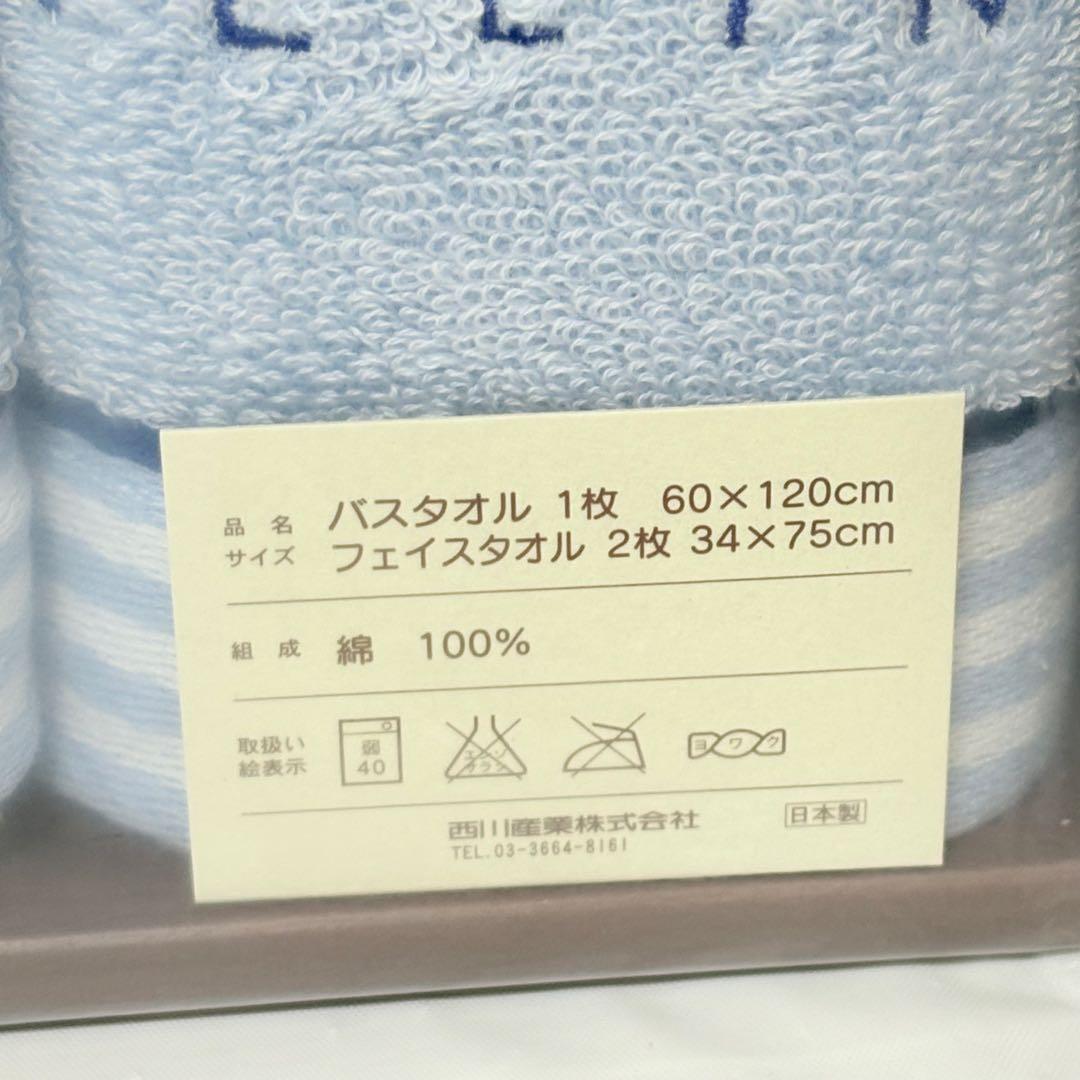 品名 バスタオル 1枚 60×120cm
サイズ フェイスタオル 2枚 34×75cm
組成 綿 100%
取扱い
絵表示
弱
40
エンソ
サラシ
ヨワク
西川産業株式会社
日本製
TEL.03-3664-8161